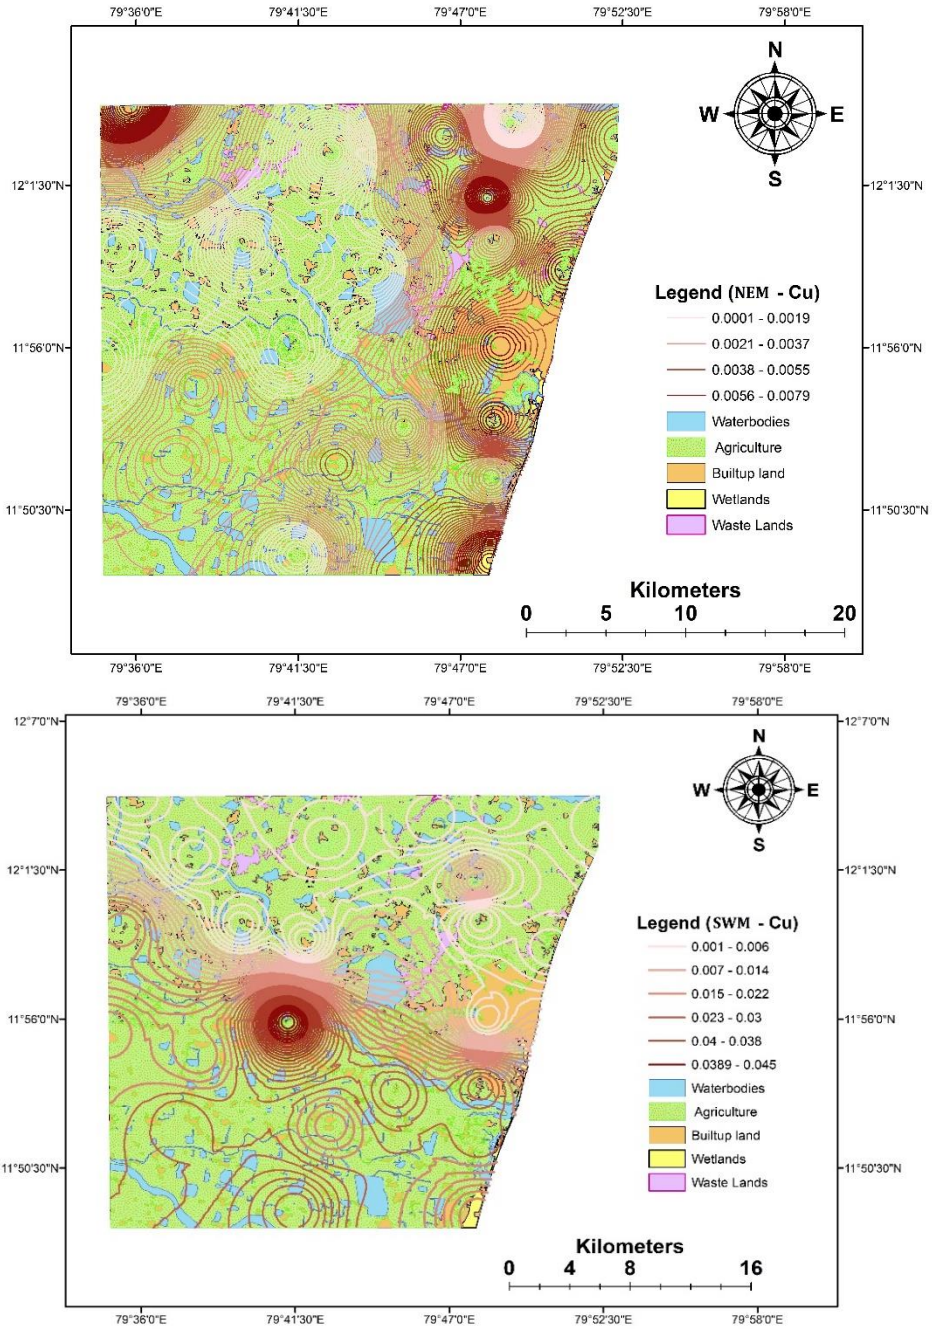 79°36'0"E 79°41'30"E 79°47'0"E 79°52'30"E 79°58'0"E
N
W E
S
12°1'30"N 12°1'30"N
Legend (NEM - Cu)
0.0001 - 0.0019
11°56'0"N 11°56'0"N
0.0021 - 0.0037
0.0038 - 0.0055
0.0056 - 0.0079
Waterbodies
Agriculture
Builtup land
Wetlands
11°50'30"N 11°50'30"N
Waste Lands
Kilometers
0 5 10 20
79°36'0"E 79°41'30"E 79°47'0"E 79°52'30"E 79°58'0"E
79°36'0"E 79°41'30"E 79°47'0"E 79°52'30"E 79°58'0"E
12°7'0"N 12°7'0"N
N
W E
S
12°1'30"N 12°1'30"N
Legend (SWM - Cu)
0.001 - 0.006
0.007 - 0.014
0.015 - 0.022
11°56'0"N 11°56'0"N
0.023 - 0.03
0.04 - 0.038
0.0389 - 0.045
Waterbodies
Agriculture
Builtup land
Wetlands
11°50'30"N 11°50'30"N
Waste Lands
Kilometers
0 4 8 16
79°36'0"E 79°41'30"E 79°47'0"E 79°52'30"E 79°58'0"E